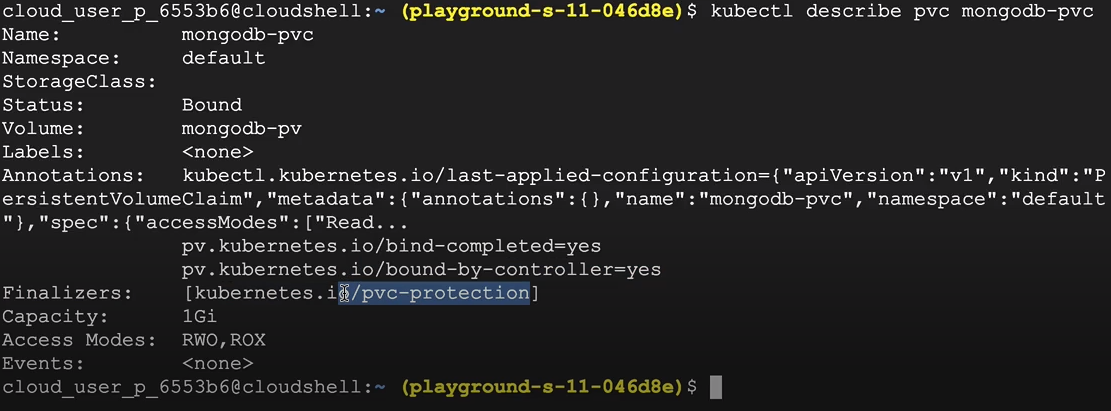 cloud_user_p_6553b6@cloudshell:~ (playground-s-11-046d8e)$ kubectl describe pvc mongodb-pvc
Name:          mongodb-pvc
Namespace:     default
StorageClass:
Status:        Bound
Volume:        mongodb-pv
Labels:        <none>
Annotations:   kubectl.kubernetes.io/last-applied-configuration={"apiVersion":"v1","kind":"P
ersistentVolumeClaim","metadata":{"annotations":{},"name":"mongodb-pvc","namespace":"default
"},"spec":{"accessModes":["Read...
               pv.kubernetes.io/bind-completed=yes
               pv.kubernetes.io/bound-by-controller=yes
Finalizers:    [kubernetes.io/pvc-protection]
Capacity:      1Gi
Access Modes:  RWO,ROX
Events:        <none>
cloud_user_p_6553b6@cloudshell:~ (playground-s-11-046d8e)$